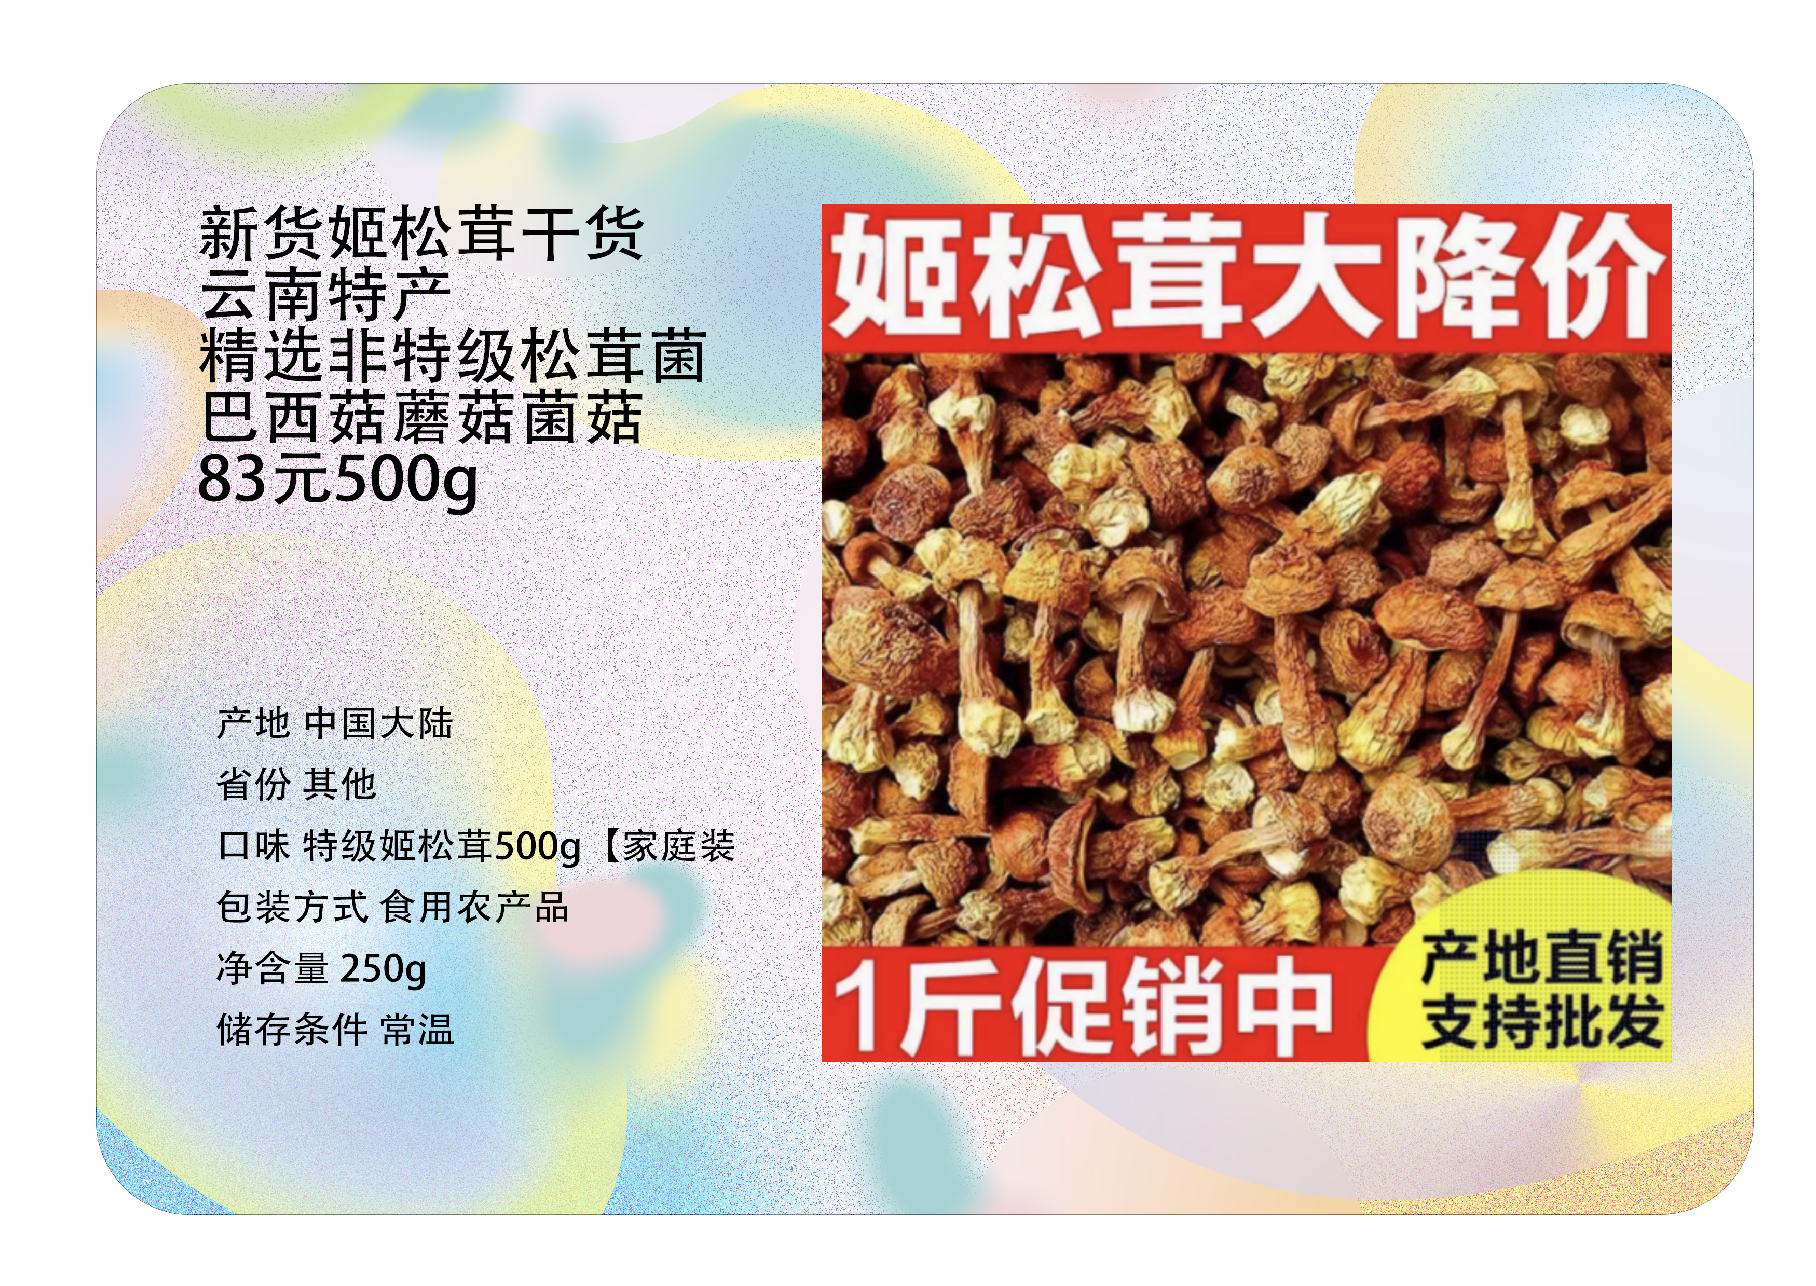 新货姬松茸干货
云南特产
精选非特级松茸菌
巴西菇蘑菇菌菇
83元500g
产地 中国大陆
省份 其他
口味 特级姬松茸500g【家庭装
包装方式 食用农产品
净含量 250g
储存条件 常温
姬松茸大降价
1斤促销中
产地直销
支持批发